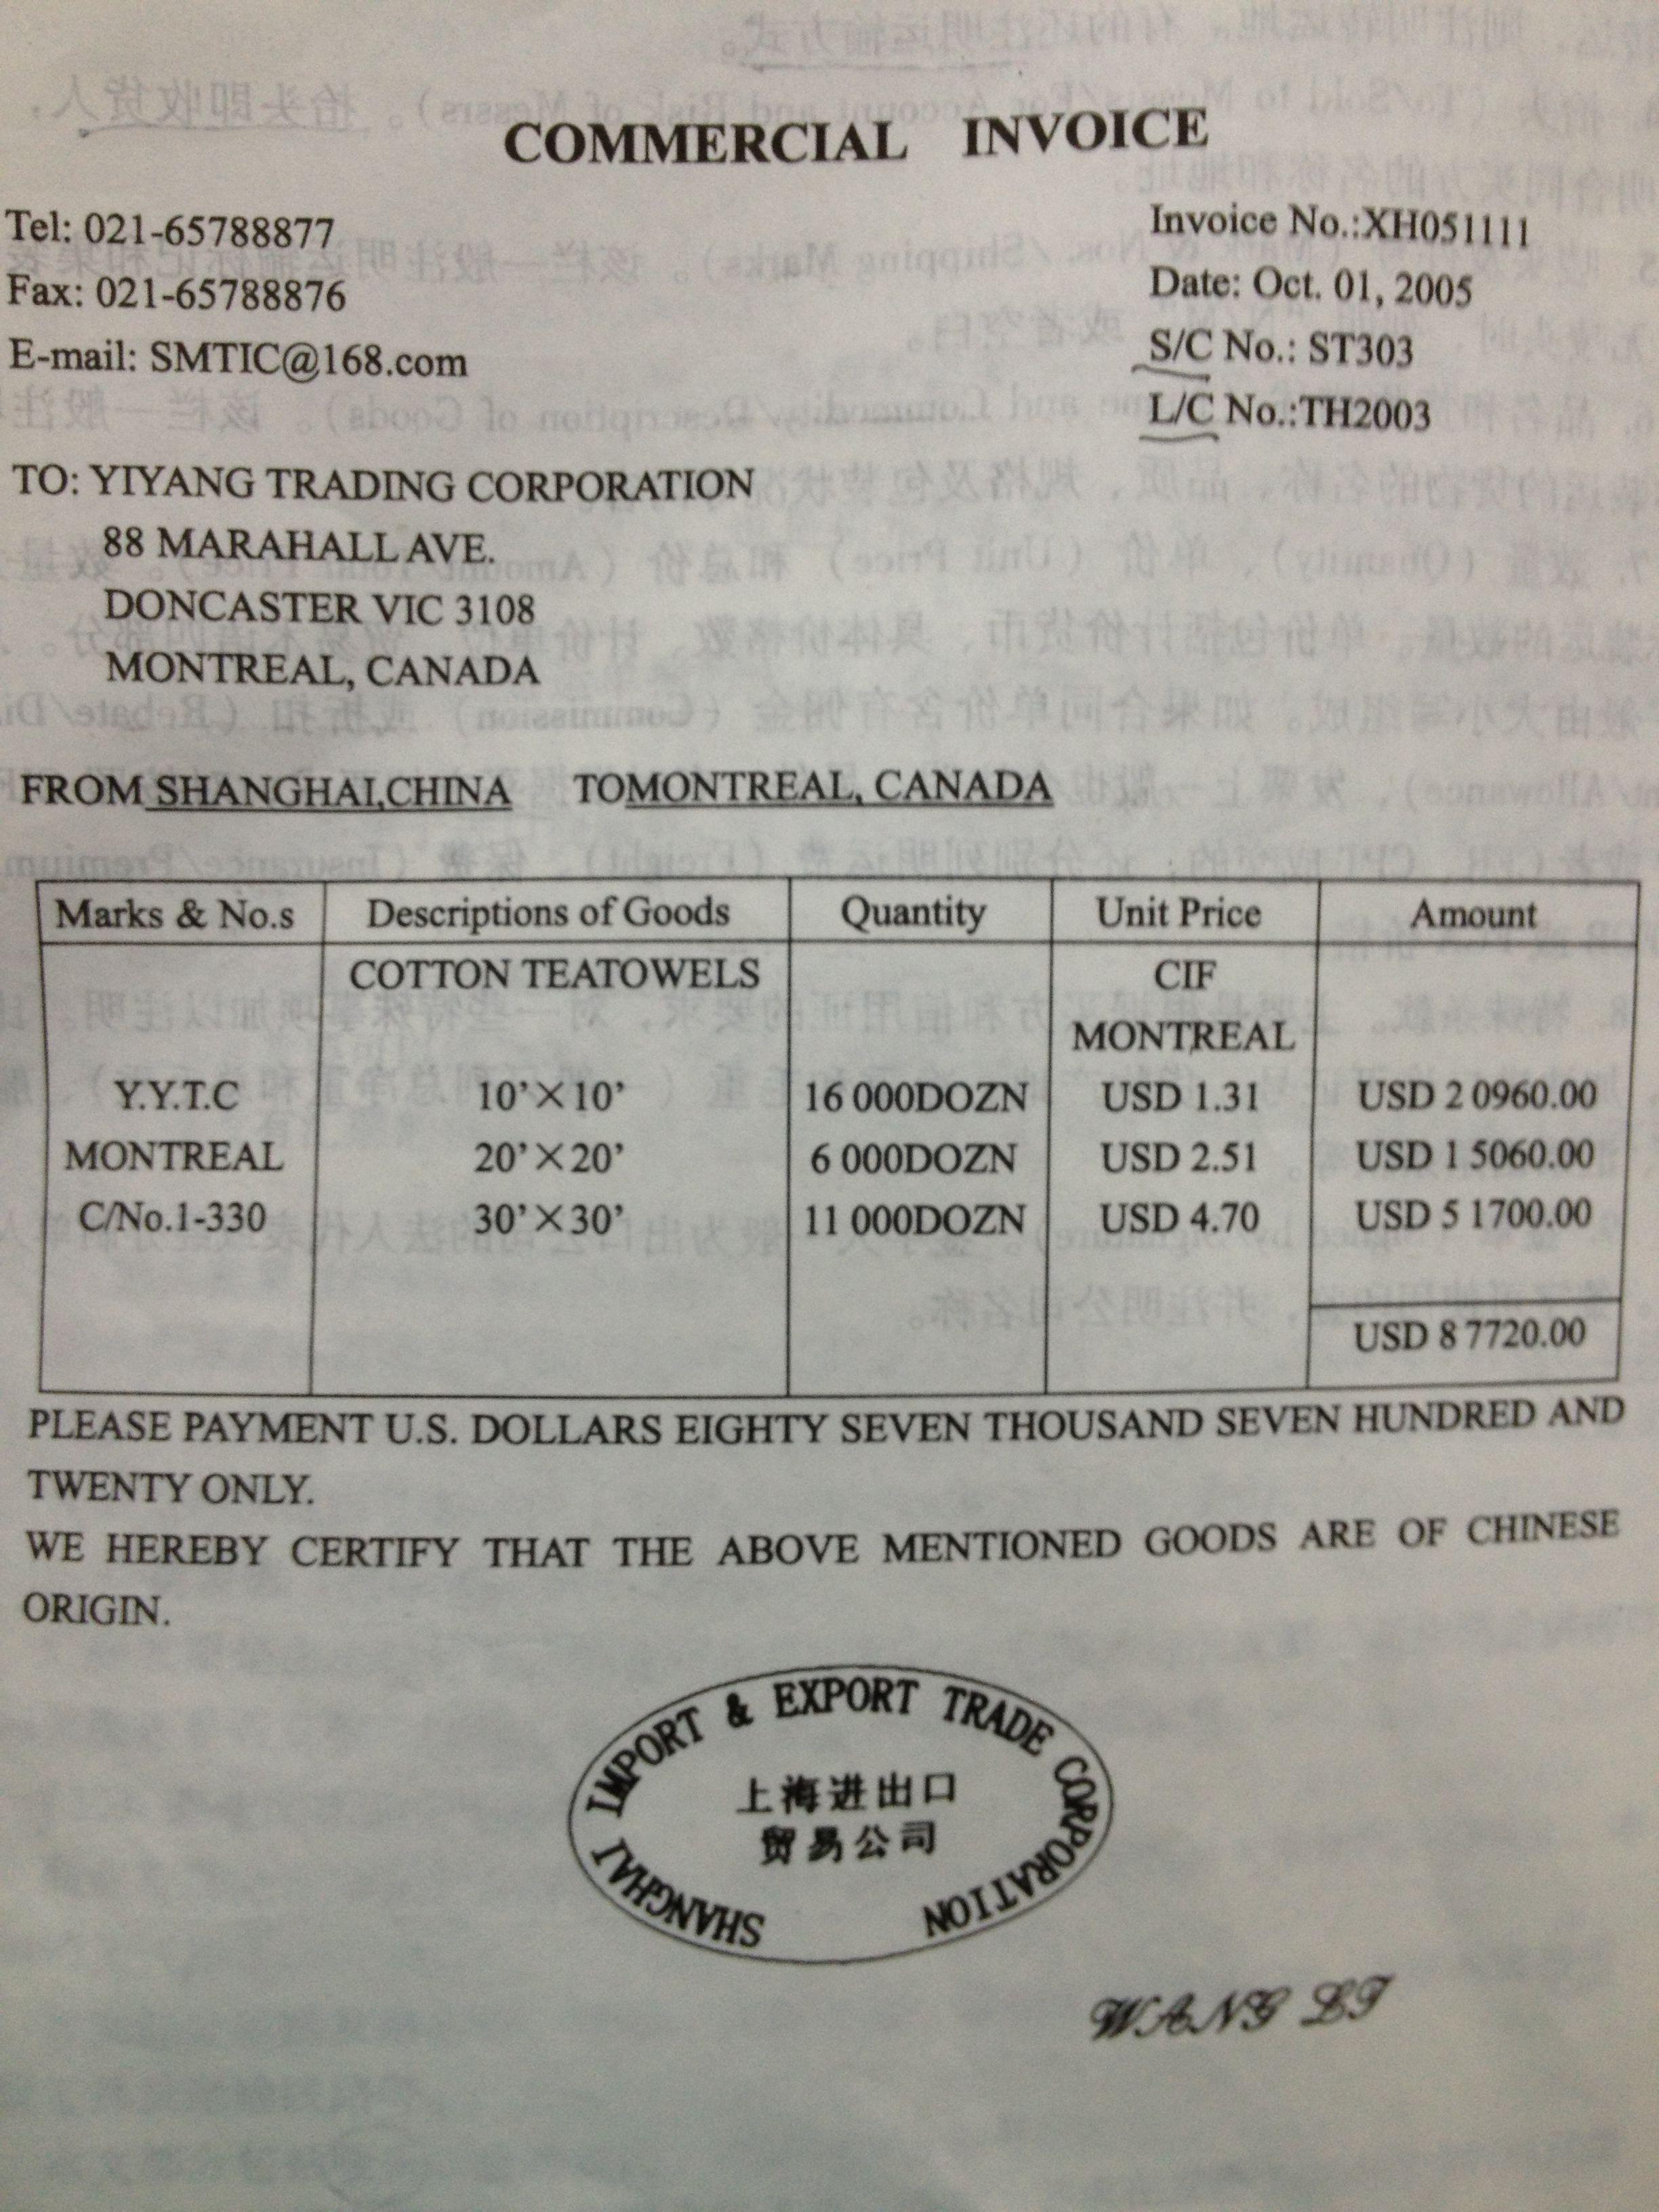 COMMERCIAL INVOICE
Tel: 021-65788877
Invoice No.:XH051111
Fax: 021-65788876
Date: Oct. 01, 2005
E-mail: SMTIC@168.com
S/C No.: ST303
L/C No.:TH2003
TO: YIYANG TRADING CORPORATION
88 MARAHALL AVE.
DONCASTER VIC 3108
MONTREAL, CANADA
FROM SHANGHAI,CHINA TOMONTREAL, CANADA
Marks & No.s Descriptions of Goods Quantity Unit Price Amount
COTTON TEATOWELS CIF
MONTREAL
Y.Y.T.C 10’×10’ 16 000DOZN USD 1.31 USD 2 0960.00
MONTREAL 20’×20’ 6 000DOZN USD 2.51 USD 1 5060.00
C/No.1-330 30’×30’ 11 000DOZN USD 4.70 USD 5 1700.00
USD 8 7720.00
PLEASE PAYMENT U.S. DOLLARS EIGHTY SEVEN THOUSAND SEVEN HUNDRED AND
TWENTY ONLY.
WE HEREBY CERTIFY THAT THE ABOVE MENTIONED GOODS ARE OF CHINESE
ORIGIN.
SHANGHAI IMPORT & EXPORT TRADE CORPORATION
上海进出口
贸易公司
WANG LI